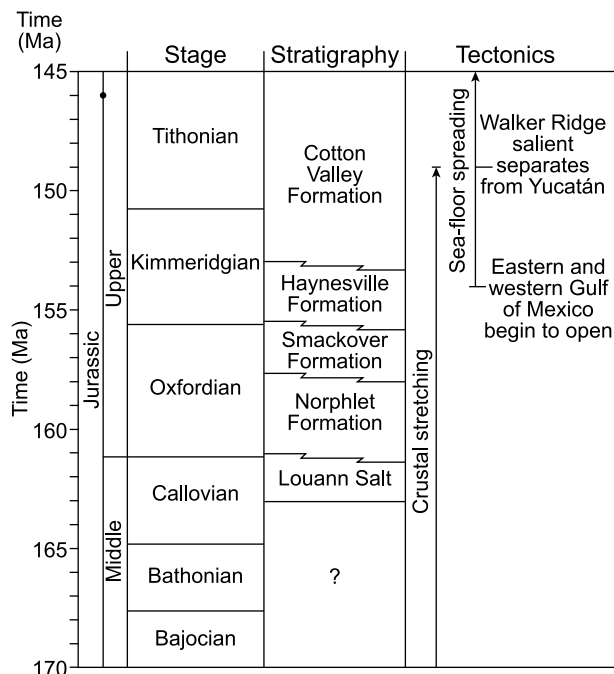 Time
(Ma)
Stage
Stratigraphy
Tectonics
145
150
155
160
165
170
Time (Ma)
Jurassic
Upper
Middle
Tithonian
Kimmeridgian
Oxfordian
Callovian
Bathonian
Bajocian
Cotton
Valley
Formation
Haynesville
Formation
Smackover
Formation
Norphlet
Formation
Louann Salt
?
Crustal stretching
Sea-floor spreading
Walker Ridge
salient
separates
from Yucatán
Eastern and
western Gulf
of Mexico
begin to open